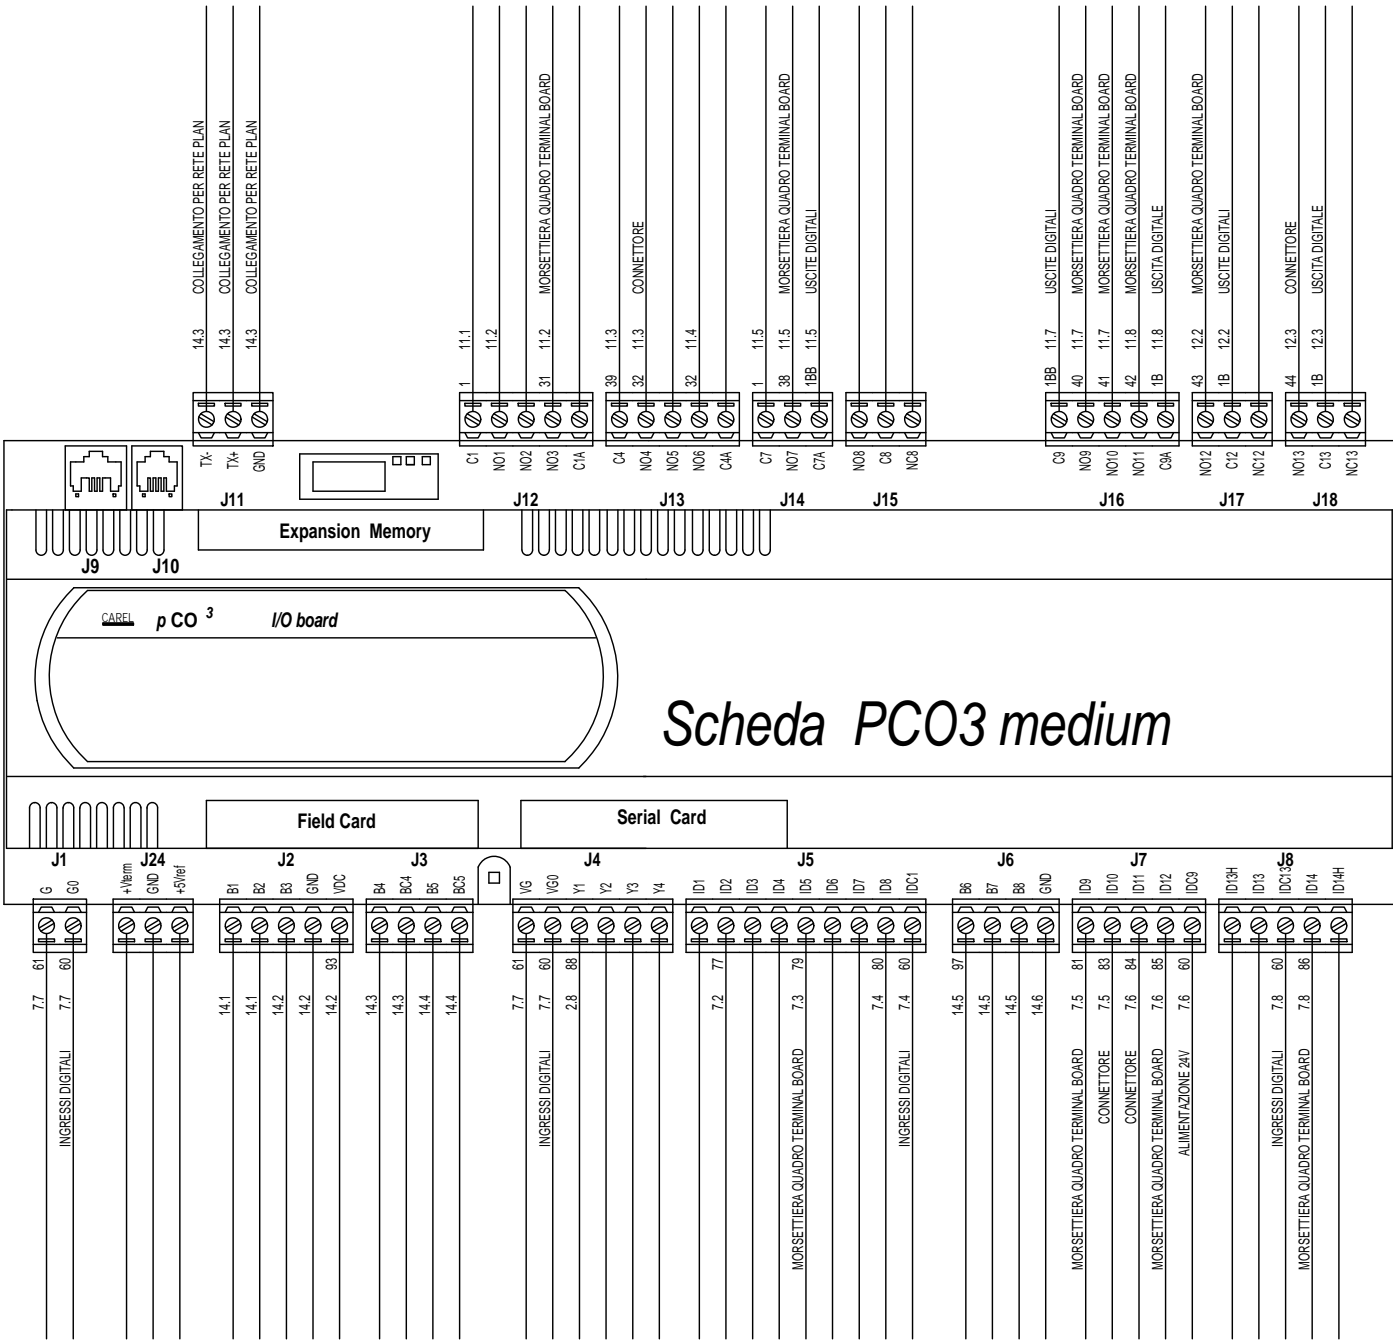 14.3 COLLEGAMENTO PER RETE PLAN
14.3 COLLEGAMENTO PER RETE PLAN
14.3 COLLEGAMENTO PER RETE PLAN
1 11.1
11.2
31 11.2 MORSETTIERA QUADRO TERMINAL BOARD
39 11.3
32 11.3 CONNETTORE
32 11.4
1 11.5
38 11.5 MORSETTIERA QUADRO TERMINAL BOARD
1BB 11.5 USCITE DIGITALI
1BB 11.7 USCITE DIGITALI
40 11.7 MORSETTIERA QUADRO TERMINAL BOARD
41 11.7 MORSETTIERA QUADRO TERMINAL BOARD
42 11.8 MORSETTIERA QUADRO TERMINAL BOARD
1B 11.8 USCITA DIGITALE
43 12.2 MORSETTIERA QUADRO TERMINAL BOARD
1B 12.2 USCITE DIGITALI
44 12.3 CONNETTORE
1B 12.3 USCITA DIGITALE
TX- TX+ GND
C1 NO1 NO2 NO3 C1A
C4 NO4 NO5 NO6 C4A
C7 NO7 C7A
NO8 C8 NC8
C9 NO9 NO10 NO11 C9A
NO12 C12 NC12
NO13 C13 NC13
J11 J12 J13 J14 J15 J16 J17 J18
Expansion Memory
J9 J10
CAREL pCO 3 I/O board
Scheda PCO3 medium
Field Card
Serial Card
J1 J24 J2 J3 J4 J5 J6 J7 J8
G G0
+Vterm GND +5Vref
B1 B2 B3 GND VDC
B4 BC4 B5 BC5
VG VG0 Y1 Y2 Y3 Y4
ID1 ID2 ID3 ID4 ID5 ID6 ID7 ID8 IDC1
B6 B7 B8 GND
ID9 ID10 ID11 ID12 IDC9
ID13H ID13 IDC13 ID14 ID14H
61 7.7
60 7.7 INGRESSI DIGITALI
14.1
14.1
14.2
14.2
93 14.2
14.3
14.3
14.4
14.4
61 7.7
60 7.7 INGRESSI DIGITALI
88 2.8
77 7.2
79 7.3 MORSETTIERA QUADRO TERMINAL BOARD
80 7.4
60 7.4 INGRESSI DIGITALI
97 14.5
14.5
14.5
14.6
81 7.5 MORSETTIERA QUADRO TERMINAL BOARD
83 7.5 CONNETTORE
84 7.6 CONNETTORE
85 7.6 MORSETTIERA QUADRO TERMINAL BOARD
60 7.6 ALIMENTAZIONE 24V
60 7.8 INGRESSI DIGITALI
86 7.8 MORSETTIERA QUADRO TERMINAL BOARD